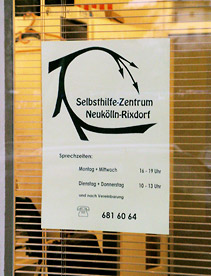 Selbsthilfe-Zentrum
Neukölln-Rixdorf
Sprechzeiten:
Montag + Mittwoch 16 - 19 Uhr
Dienstag + Donnerstag 10 - 13 Uhr
und nach Vereinbarung
681 60 64